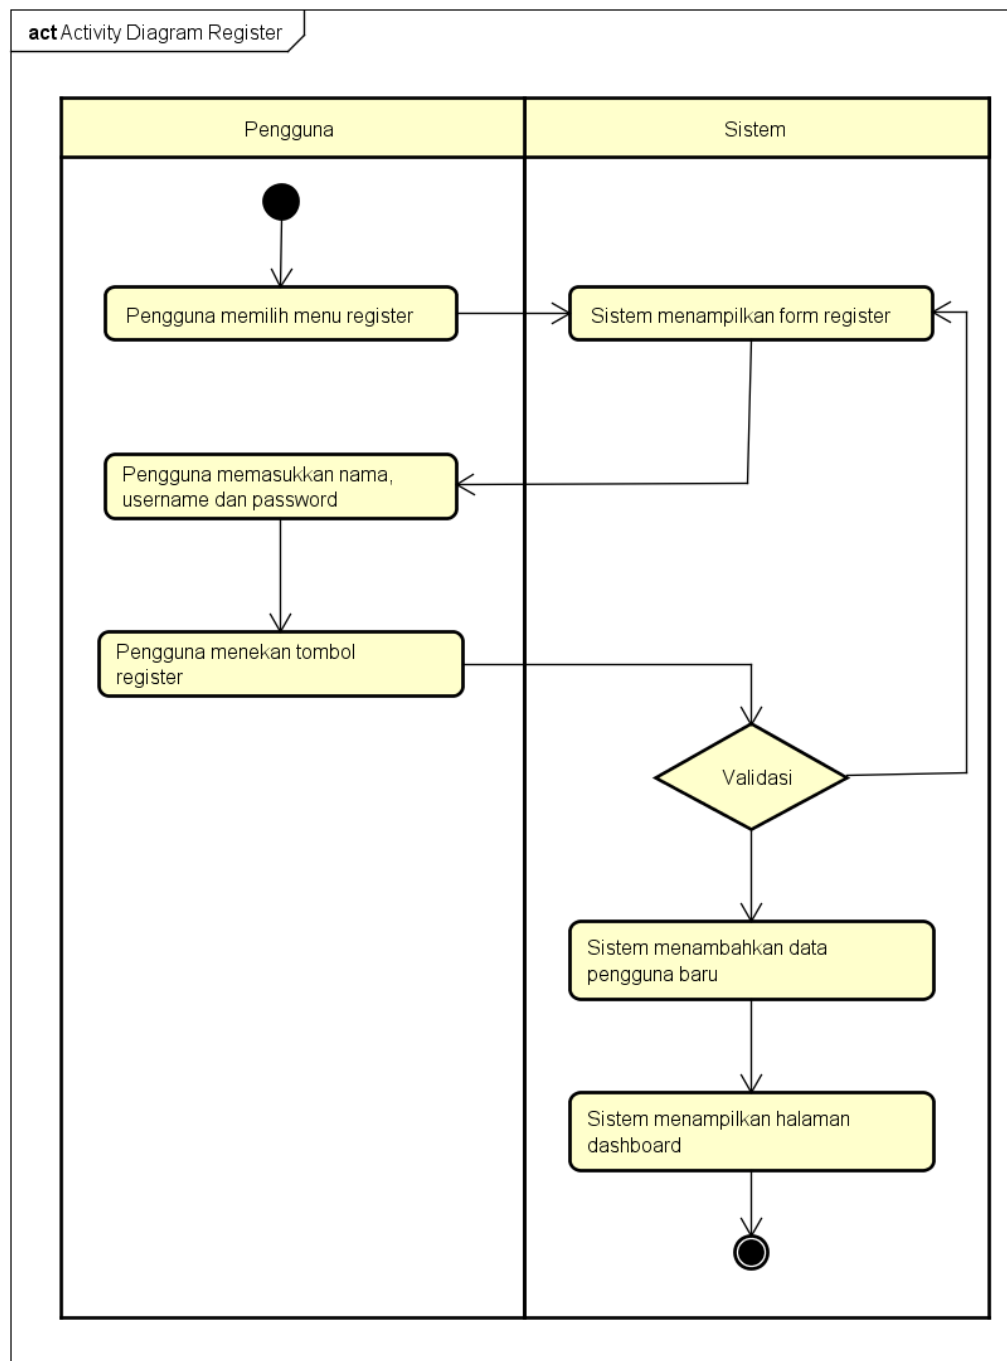 act Activity Diagram Register
Pengguna
Sistem
Pengguna memilih menu register
Sistem menampilkan form register
Pengguna memasukkan nama,
username dan password
Pengguna menekan tombol
register
Validasi
Sistem menambahkan data
pengguna baru
Sistem menampilkan halaman
dashboard